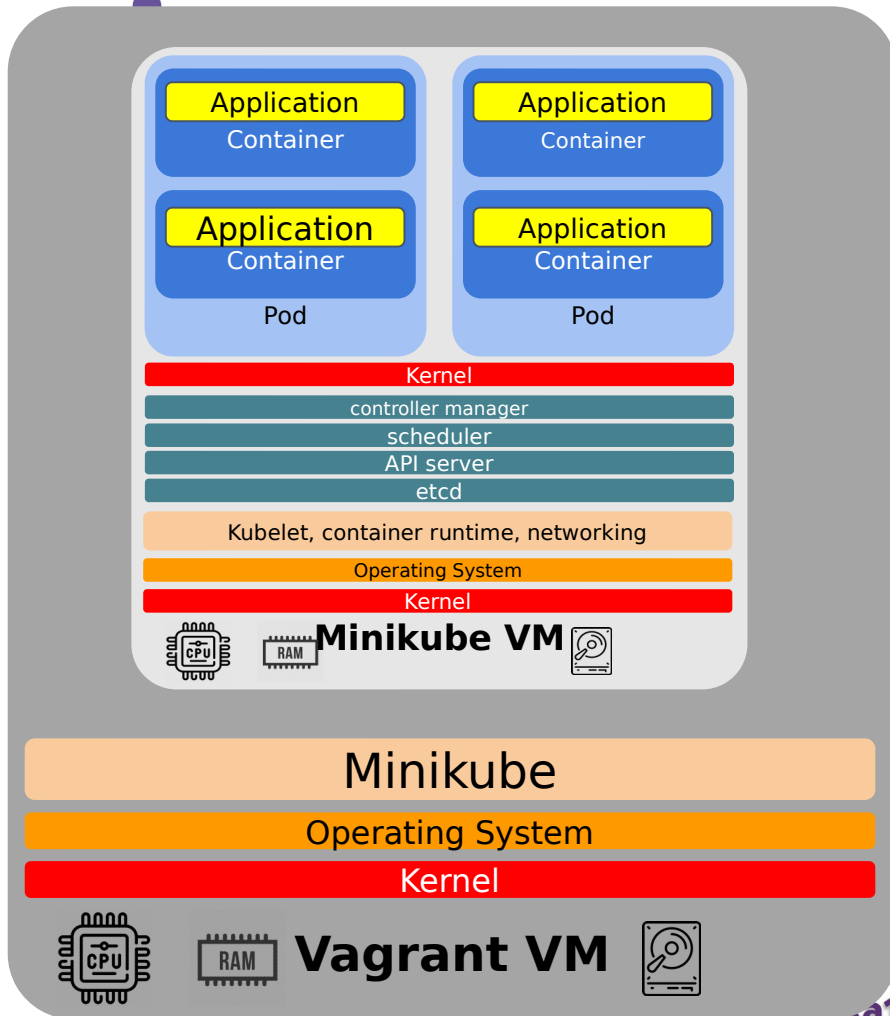 Application
Container
Application
Container
Application
Container
Application
Container
Pod
Pod
Kernel
controller manager
scheduler
API server
etcd
Kubelet, container runtime, networking
Operating System
Kernel
CPU
RAM
Minikube VM
Minikube
Operating System
Kernel
CPU
RAM
Vagrant VM